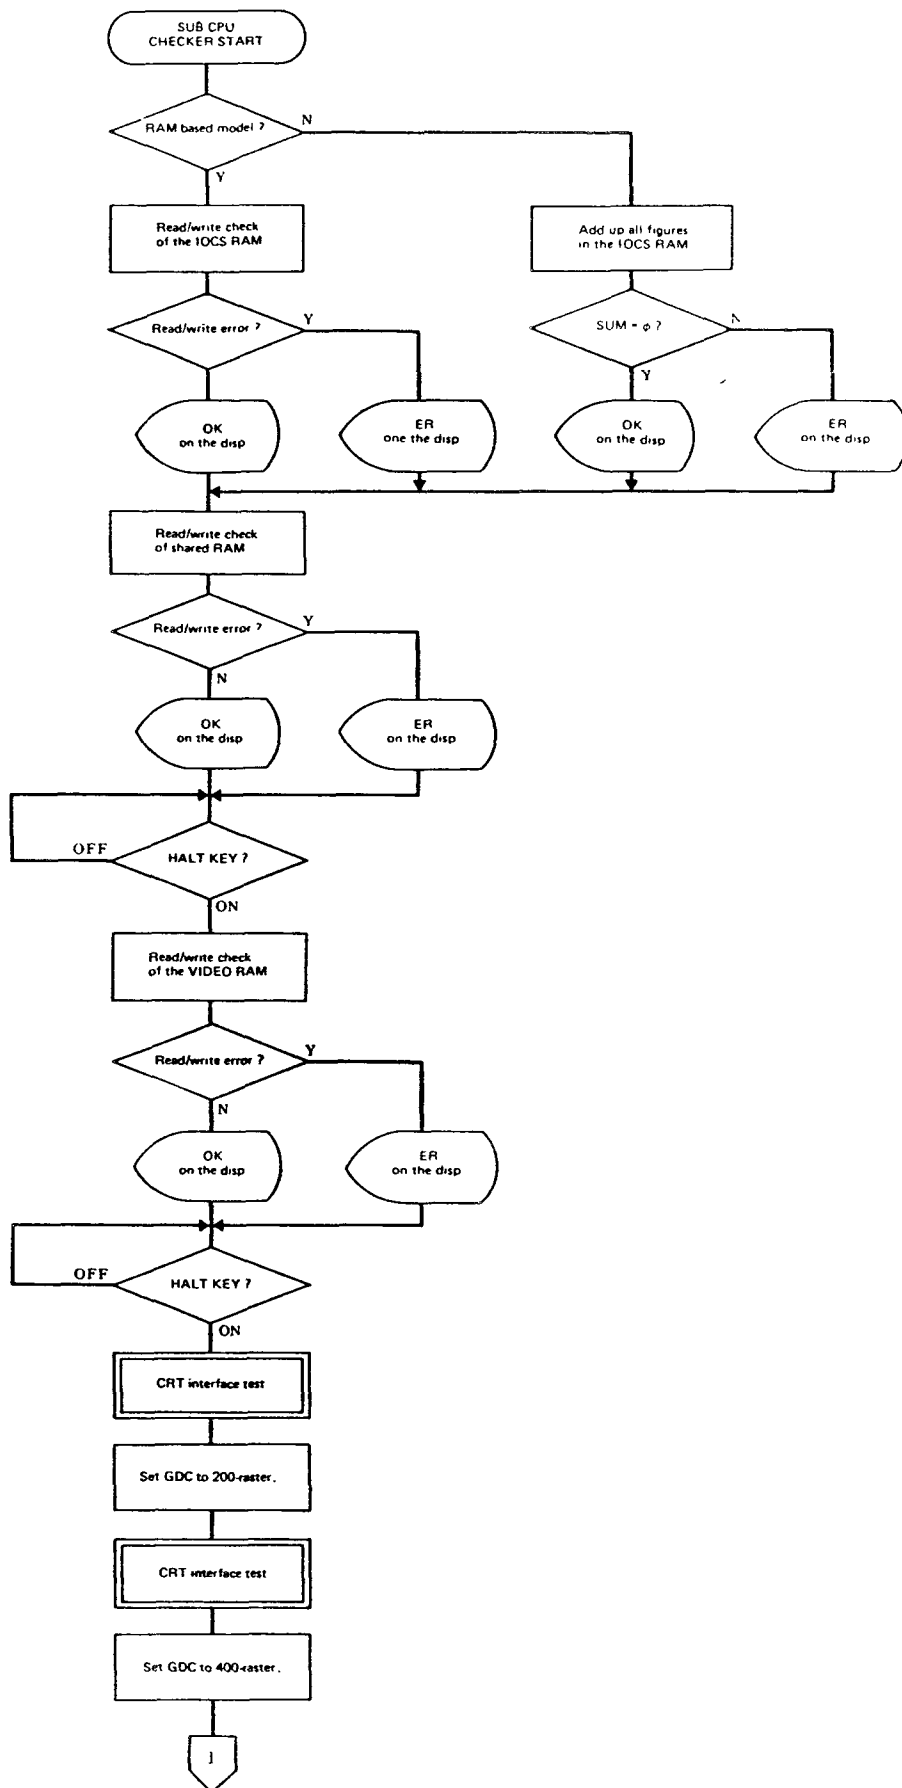 SUB CPU
CHECKER START
RAM based model ?
N
Y
Read/write check
of the IOCS RAM
Add up all figures
in the IOCS RAM
Read/write error ?
Y
SUM = φ ?
N
Y
OK
on the disp
ER
one the disp
OK
on the disp
ER
on the disp
Read/write check
of shared RAM
Read/write error ?
Y
N
OK
on the disp
ER
on the disp
OFF
HALT KEY ?
ON
Read/write check
of the VIDEO RAM
Read/write error ?
Y
N
OK
on the disp
ER
on the disp
OFF
HALT KEY ?
ON
CRT interface test
Set GDC to 200-raster.
CRT interface test
Set GDC to 400-raster.
1